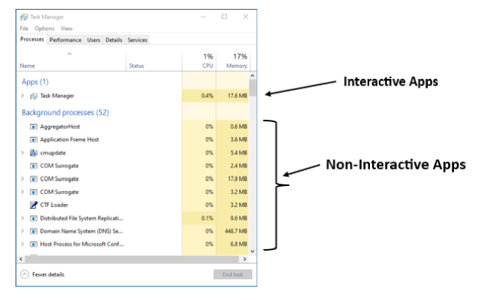 Task Manager
File Options View
Processes Performance Users Details Services
1% 17%
Name Status CPU Memory
Apps (1)
Task Manager 0.4% 17.6 MB
Interactive Apps
Background processes (52)
AggregatorHost 0% 0.6 MB
Application Frame Host 0% 3.6 MB
cmupdate 0% 5.4 MB
COM Surrogate 0% 2.4 MB
Non-Interactive Apps
COM Surrogate 0% 17.9 MB
COM Surrogate 0% 3.2 MB
CTF Loader 0% 3.2 MB
Distributed File System Replicati... 0.1% 9.6 MB
Domain Name System (DNS) Se... 0% 448.7 MB
Host Process for Microsoft Conf... 0% 6.8 MB
Fewer details End task